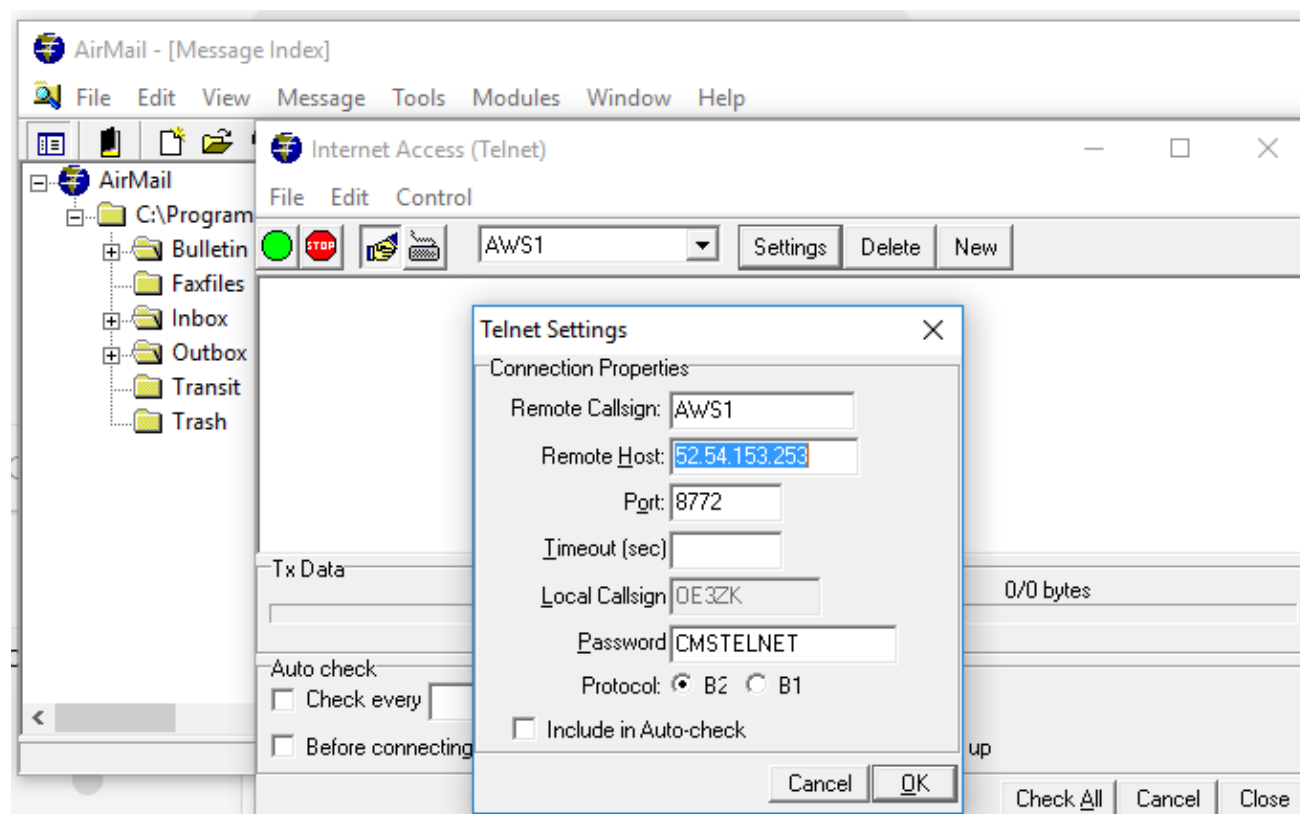 AirMail - [Message Index]
File Edit View Message Tools Modules Window Help
Internet Access (Telnet)
File Edit Control
STOP AWS1 Settings Delete New
AirMail
C:\Program
Bulletin
Faxfiles
Inbox
Outbox
Transit
Trash
Telnet Settings
Connection Properties
Remote Callsign: AWS1
Remote Host: 52.54.153.253
Port: 8772
Timeout (sec)
Local Callsign OE3ZK
Password CMSTELNET
Protocol: B2 B1
Include in Auto-check
Cancel OK
Tx Data
0/0 bytes
Auto check
Check every
Before connecting
up
Check All Cancel Close